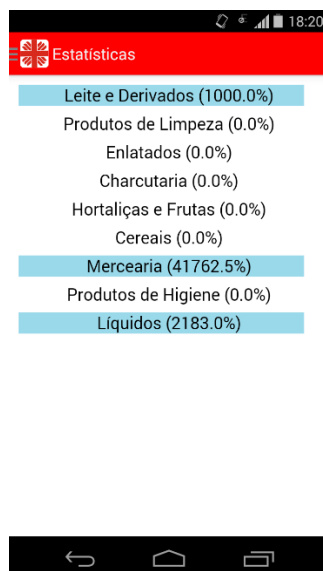 18:20
Estatísticas
Leite e Derivados (1000.0%)
Produtos de Limpeza (0.0%)
Enlatados (0.0%)
Charcutaria (0.0%)
Hortaliças e Frutas (0.0%)
Cereais (0.0%)
Mercearia (41762.5%)
Produtos de Higiene (0.0%)
Líquidos (2183.0%)